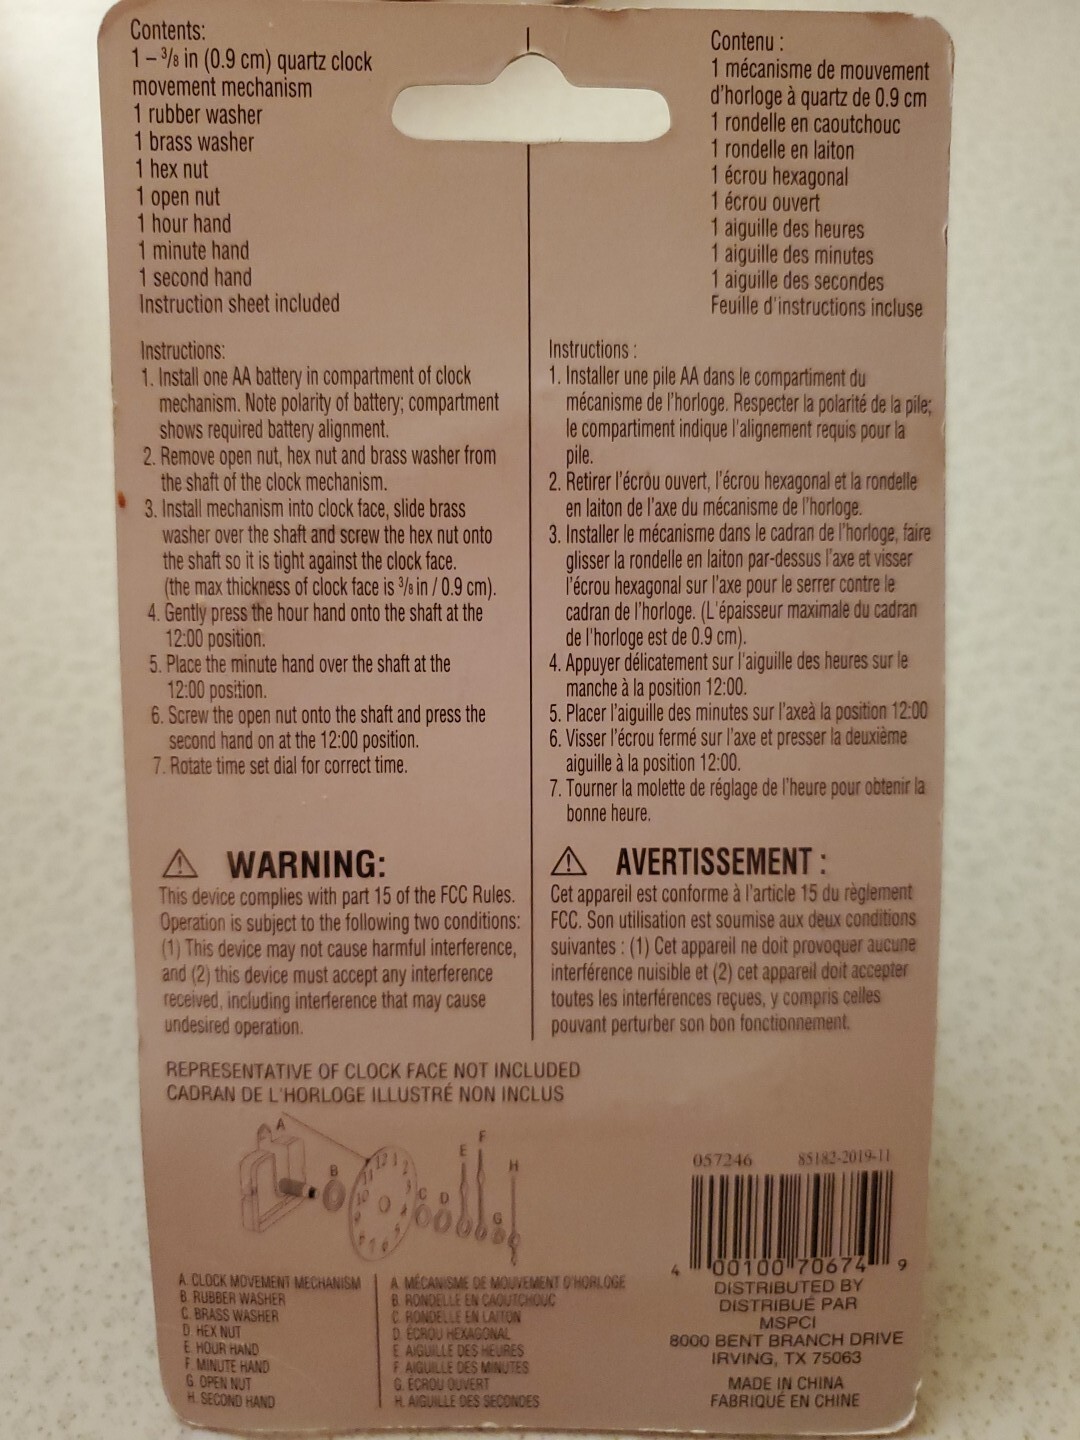 Contents:
1 – 3/8 in (0.9 cm) quartz clock
movement mechanism
1 rubber washer
1 brass washer
1 hex nut
1 open nut
1 hour hand
1 minute hand
1 second hand
Instruction sheet included
Instructions:
1. Install one AA battery in compartment of clock
mechanism. Note polarity of battery; compartment
shows required battery alignment.
2. Remove open nut, hex nut and brass washer from
the shaft of the clock mechanism.
3. Install mechanism into clock face, slide brass
washer over the shaft and screw the hex nut onto
the shaft so it is tight against the clock face.
(the max thickness of clock face is 3/8 in / 0.9 cm).
4. Gently press the hour hand onto the shaft at the
12:00 position.
5. Place the minute hand over the shaft at the
12:00 position.
6. Screw the open nut onto the shaft and press the
second hand on at the 12:00 position.
7. Rotate time set dial for correct time.
⚠ WARNING:
This device complies with part 15 of the FCC Rules.
Operation is subject to the following two conditions:
(1) This device may not cause harmful interference,
and (2) this device must accept any interference
received, including interference that may cause
undesired operation.
Contenu :
1 mécanisme de mouvement
d'horloge à quartz de 0.9 cm
1 rondelle en caoutchouc
1 rondelle en laiton
1 écrou hexagonal
1 écrou ouvert
1 aiguille des heures
1 aiguille des minutes
1 aiguille des secondes
Feuille d'instructions incluse
Instructions :
1. Installer une pile AA dans le compartiment du
mécanisme de l'horloge. Respecter la polarité de la pile;
le compartiment indique l'alignement requis pour la
pile.
2. Retirer l'écróu ouvert, l'écrou hexagonal et la rondelle
en laiton de l'axe du mécanisme de l'horloge.
3. Installer le mécanisme dans le cadran de l'horloge, faire
glisser la rondelle en laiton par-dessus l'axe et visser
l'écrou hexagonal sur l'axe pour le serrer contre le
cadran de l'horloge. (L'épaisseur maximale du cadran
de l'horloge est de 0.9 cm).
4. Appuyer délicatement sur l'aiguille des heures sur le
manche à la position 12:00.
5. Placer l'aiguille des minutes sur l'axeà la position 12:00
6. Visser l'écrou fermé sur l'axe et presser la deuxième
aiguille à la position 12:00.
7. Tourner la molette de réglage de l'heure pour obtenir la
bonne heure.
⚠ AVERTISSEMENT :
Cet appareil est conforme à l'article 15 du règlement
FCC. Son utilisation est soumise aux deux conditions
suivantes : (1) Cet appareil ne doit provoquer aucune
interférence nuisible et (2) cet appareil doit accepter
toutes les interférences reçues, y compris celles
pouvant perturber son bon fonctionnement.
REPRESENTATIVE OF CLOCK FACE NOT INCLUDED
CADRAN DE L'HORLOGE ILLUSTRÉ NON INCLUS
A B C D E F G H
A. CLOCK MOVEMENT MECHANISM
B. RUBBER WASHER
C. BRASS WASHER
D. HEX NUT
E. HOUR HAND
F. MINUTE HAND
G. OPEN NUT
H. SECOND HAND
A. MÉCANISME DE MOUVEMENT D'HORLOGE
B. RONDELLE EN CAOUTCHOUC
C. RONDELLE EN LAITON
D. ÉCROU HEXAGONAL
E. AIGUILLE DES HEURES
F. AIGUILLE DES MINUTES
G. ÉCROU OUVERT
H. AIGUILLE DES SECONDES
057246 85182-2019-11
4 00100 70674 9
DISTRIBUTED BY
DISTRIBUÉ PAR
MSPCI
8000 BENT BRANCH DRIVE
IRVING, TX 75063
MADE IN CHINA
FABRIQUÉ EN CHINE